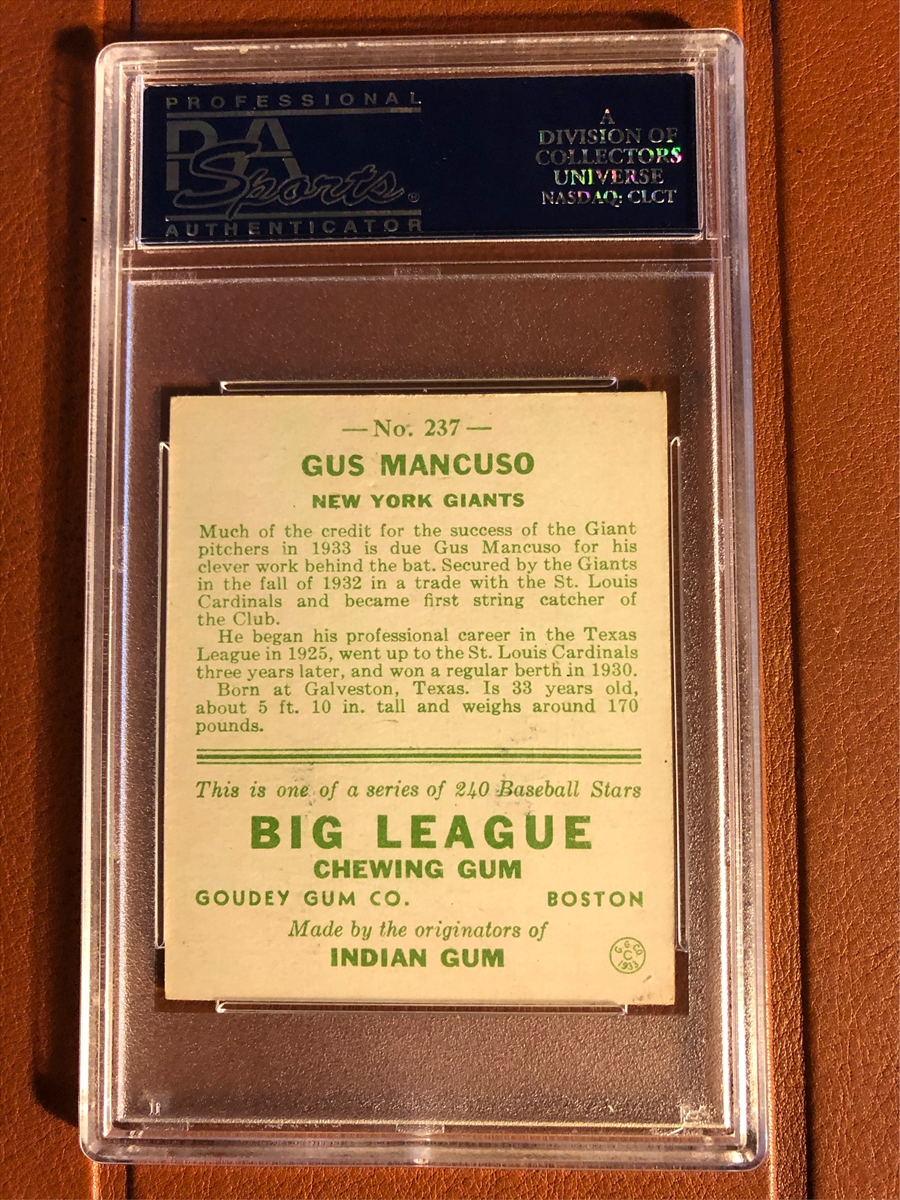 PROFESSIONAL
PSA
Sports®
AUTHENTICATOR
A
DIVISION OF
COLLECTORS
UNIVERSE
NASDAQ: CLCT
—No. 237—
GUS MANCUSO
NEW YORK GIANTS
Much of the credit for the success of the Giant
pitchers in 1933 is due Gus Mancuso for his
clever work behind the bat. Secured by the Giants
in the fall of 1932 in a trade with the St. Louis
Cardinals and became first string catcher of
the Club.
He began his professional career in the Texas
League in 1925, went up to the St. Louis Cardinals
three years later, and won a regular berth in 1930.
Born at Galveston, Texas. Is 33 years old,
about 5 ft. 10 in. tall and weighs around 170
pounds.
This is one of a series of 240 Baseball Stars
BIG LEAGUE
CHEWING GUM
GOUDEY GUM CO. BOSTON
Made by the originators of
INDIAN GUM
G.G.CO.
C
1933